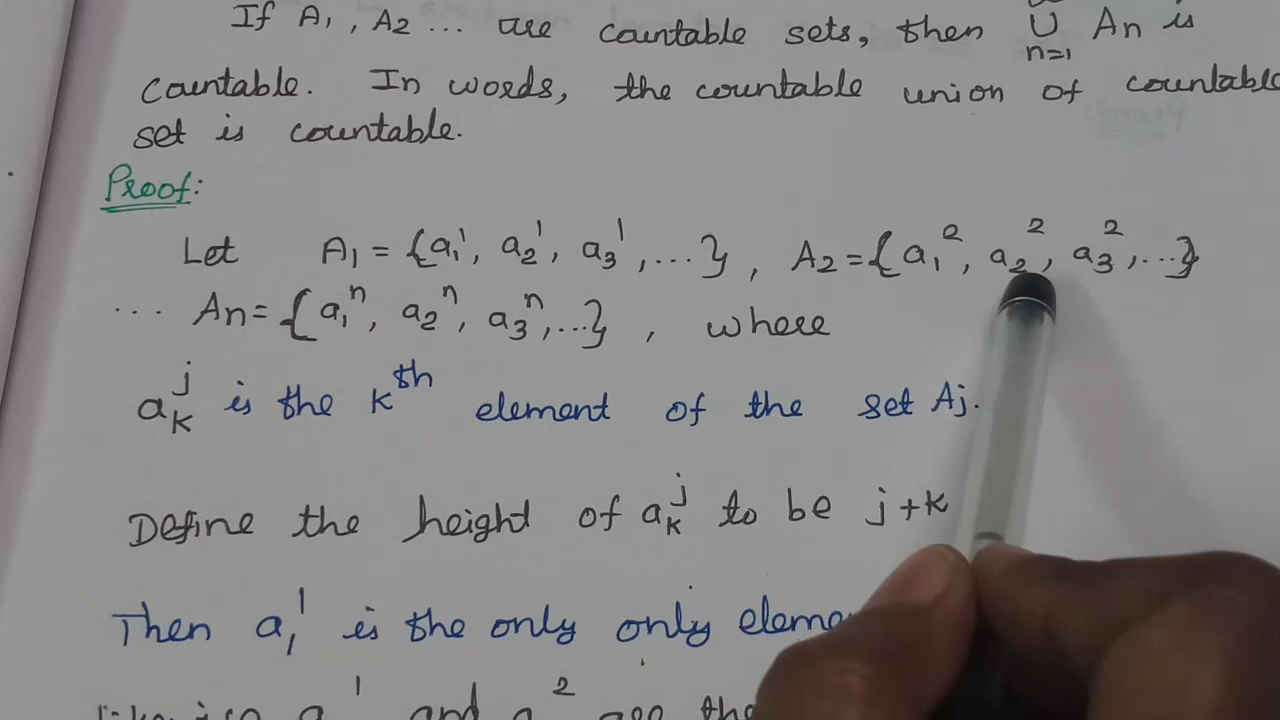 If A₁, A₂ ... are countable sets, then ∞⋃n=1 An is
countable. In words, the countable union of countable
set is countable.
Proof:
Let A₁ = {a₁¹, a₂¹, a₃¹, ...}, A₂ = {a₁², a₂², a₃², ...}
... An = {a₁ⁿ, a₂ⁿ, a₃ⁿ, ...}, where
aₖʲ is the kᵗʰ element of the set Aj.
Define the height of aₖʲ to be j+k
Then a₁¹ is the only only
and